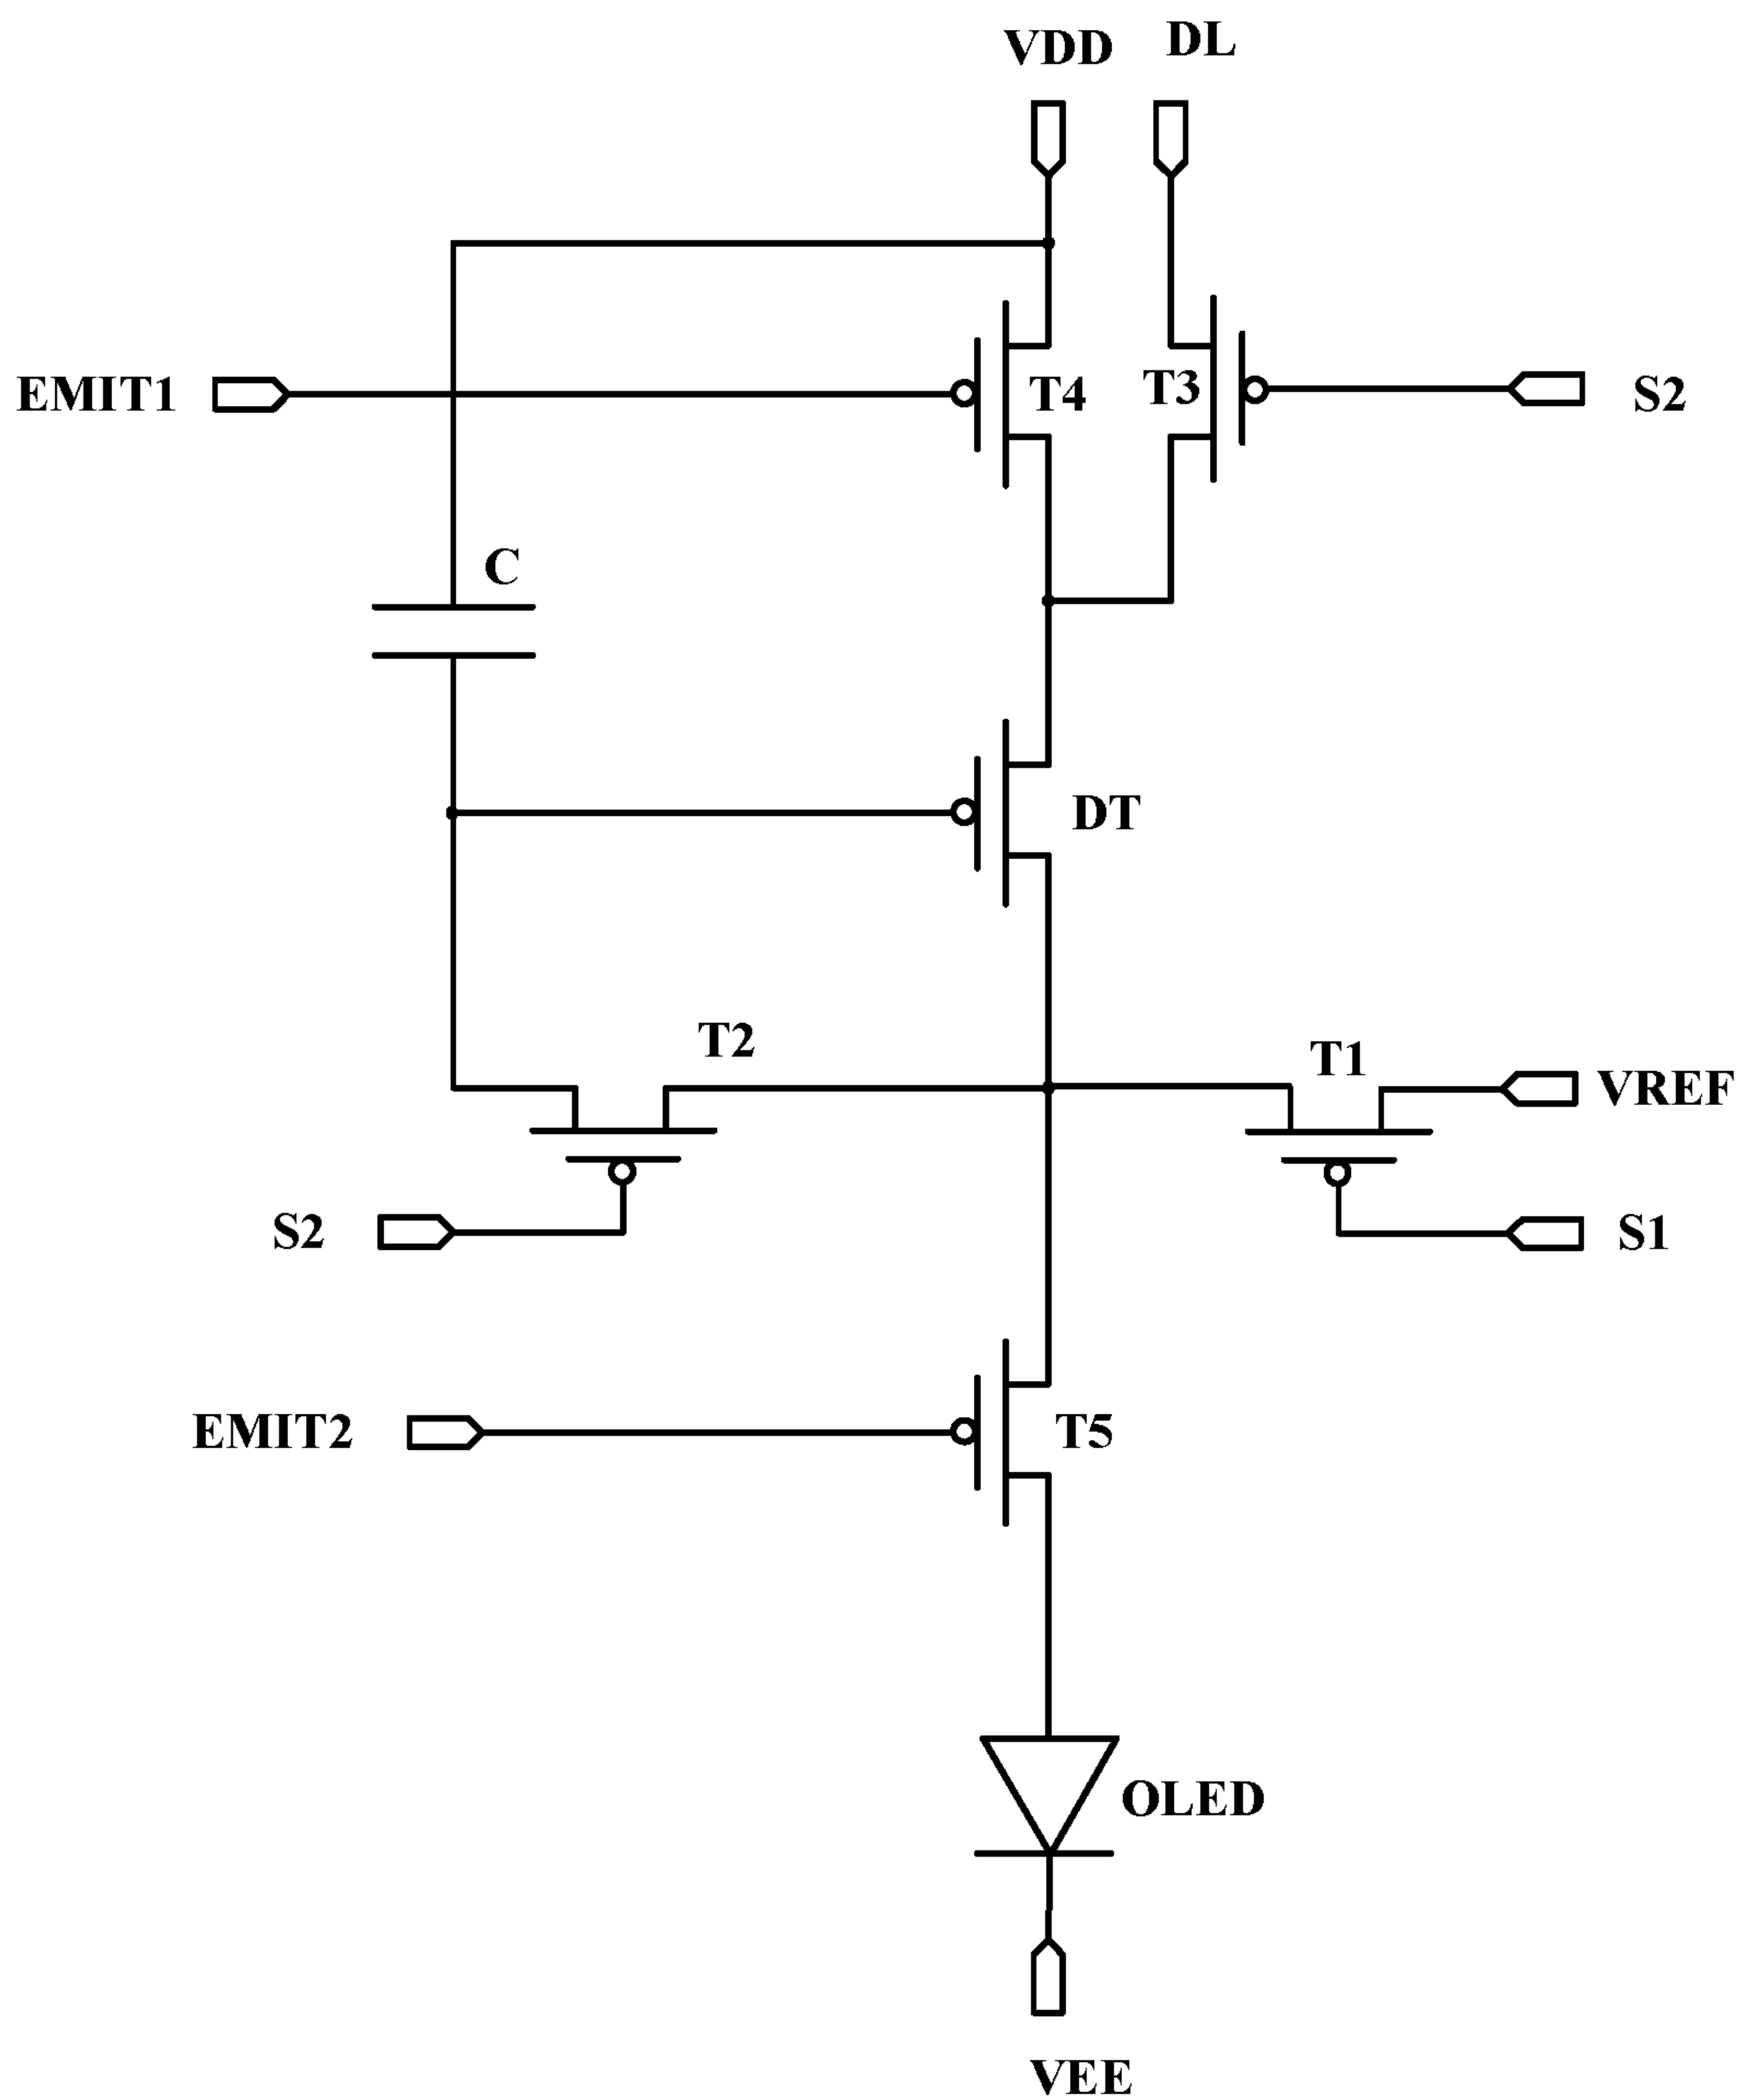 VDD
DL
EMIT1
T4
T3
S2
C
DT
T2
T1
VREF
S2
S1
EMIT2
T5
OLED
VEE